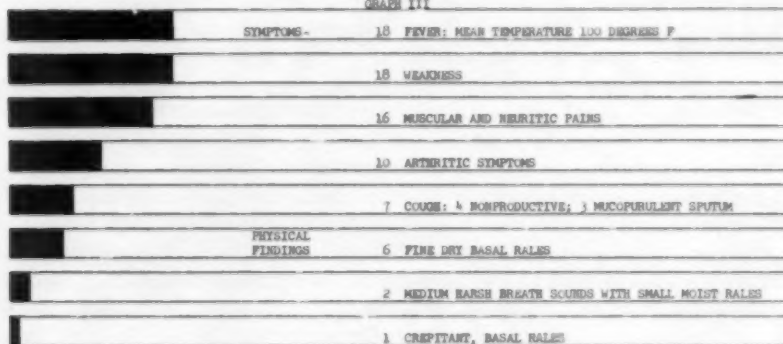 GRAPH III
SYMPTOMS- 18 FEVER: MEAN TEMPERATURE 100 DEGREES F
18 WEAKNESS
16 MUSCULAR AND NEURITIC PAINS
10 ARTHRITIC SYMPTOMS
7 COUGH: 4 NONPRODUCTIVE; 3 MUCOPURULENT SPUTUM
PHYSICAL
FINDINGS 6 FINE DRY BASAL RALES
2 MEDIUM HARSH BREATH SOUNDS WITH SMALL MOIST RALES
1 CREPITANT, BASAL RALES